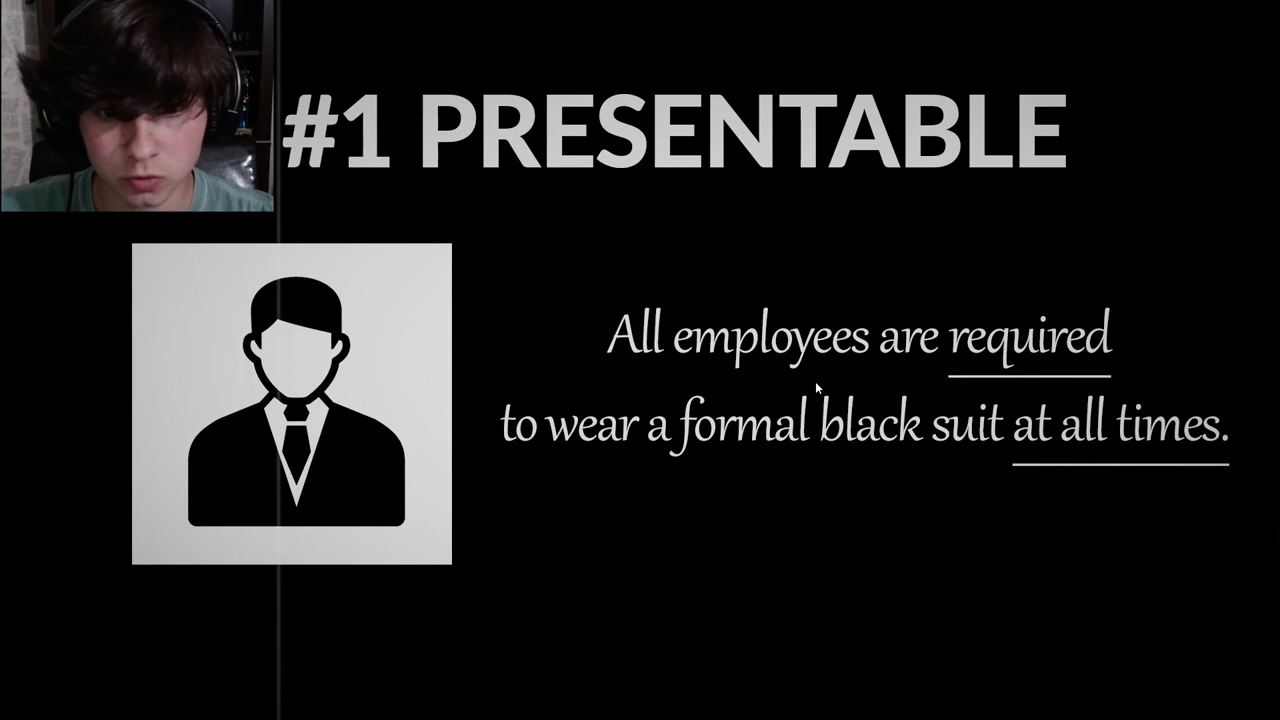 #1 PRESENTABLE
All employees are required
to wear a formal black suit at all times.